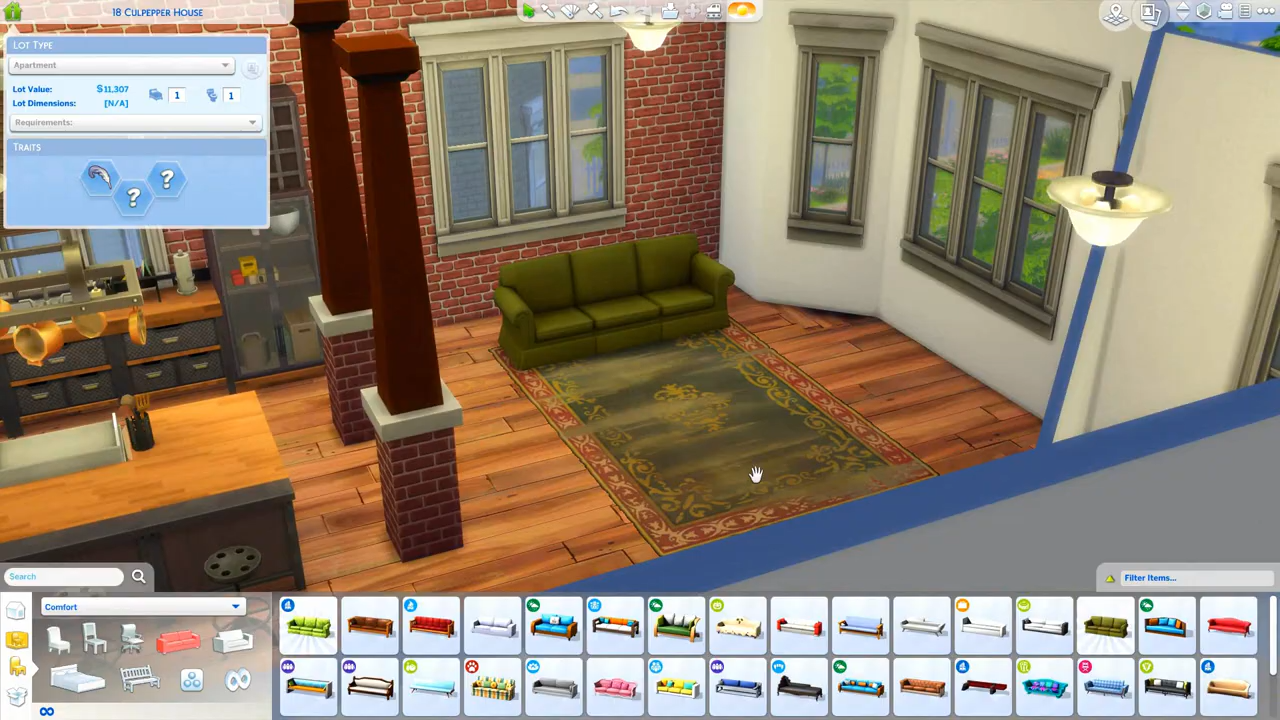 18 Culpepper House
Lot Type
Apartment
Lot Value: §11,307
1
1
Lot Dimensions: [N/A]
Requirements:
Traits
?
?
Search
Filter Items...
Comfort